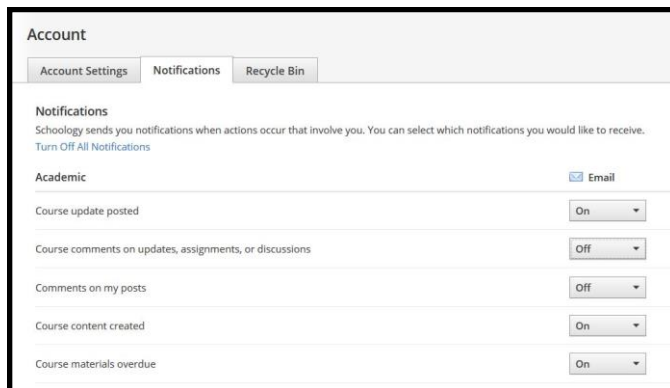 Account
Account Settings Notifications Recycle Bin
Notifications
Schoology sends you notifications when actions occur that involve you. You can select which notifications you would like to receive.
Turn Off All Notifications
Academic Email
Course update posted On
Course comments on updates, assignments, or discussions Off
Comments on my posts Off
Course content created On
Course materials overdue On